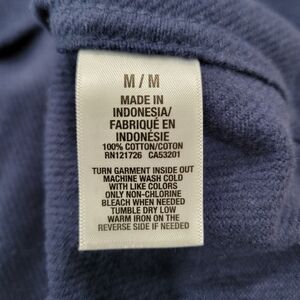 M / M
MADE IN
INDONESIA/
FABRIQUÉ EN
INDONÉSIE
100% COTTON/COTON
RN121726 CA53201
TURN GARMENT INSIDE OUT
MACHINE WASH COLD
WITH LIKE COLORS
ONLY NON-CHLORINE
BLEACH WHEN NEEDED
TUMBLE DRY LOW
WARM IRON ON THE
REVERSE SIDE IF NEEDED